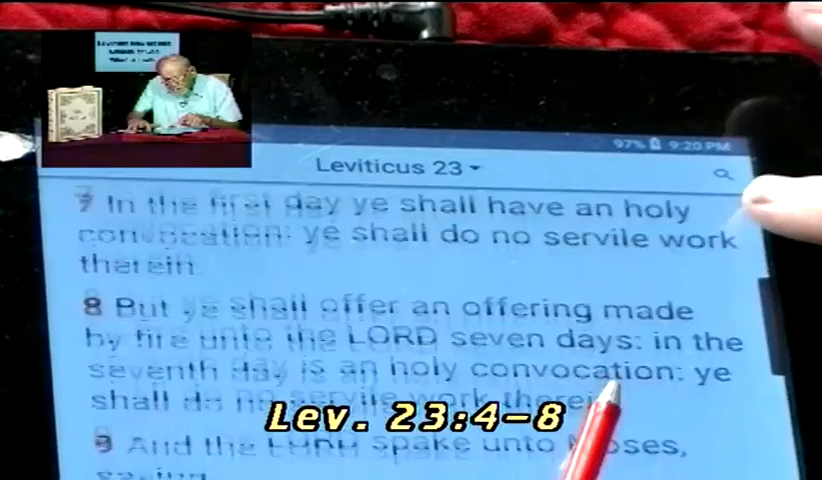 97% 9:20 PM
Leviticus 23
7 In the first day ye shall have an holy
convocation: ye shall do no servile work
therein.
8 But ye shall offer an offering made
by fire unto the LORD seven days: in the
seventh day is an holy convocation: ye
shall do no servile work therein.
Lev. 23:4-8
9 And the LORD spake unto Moses,
saying,